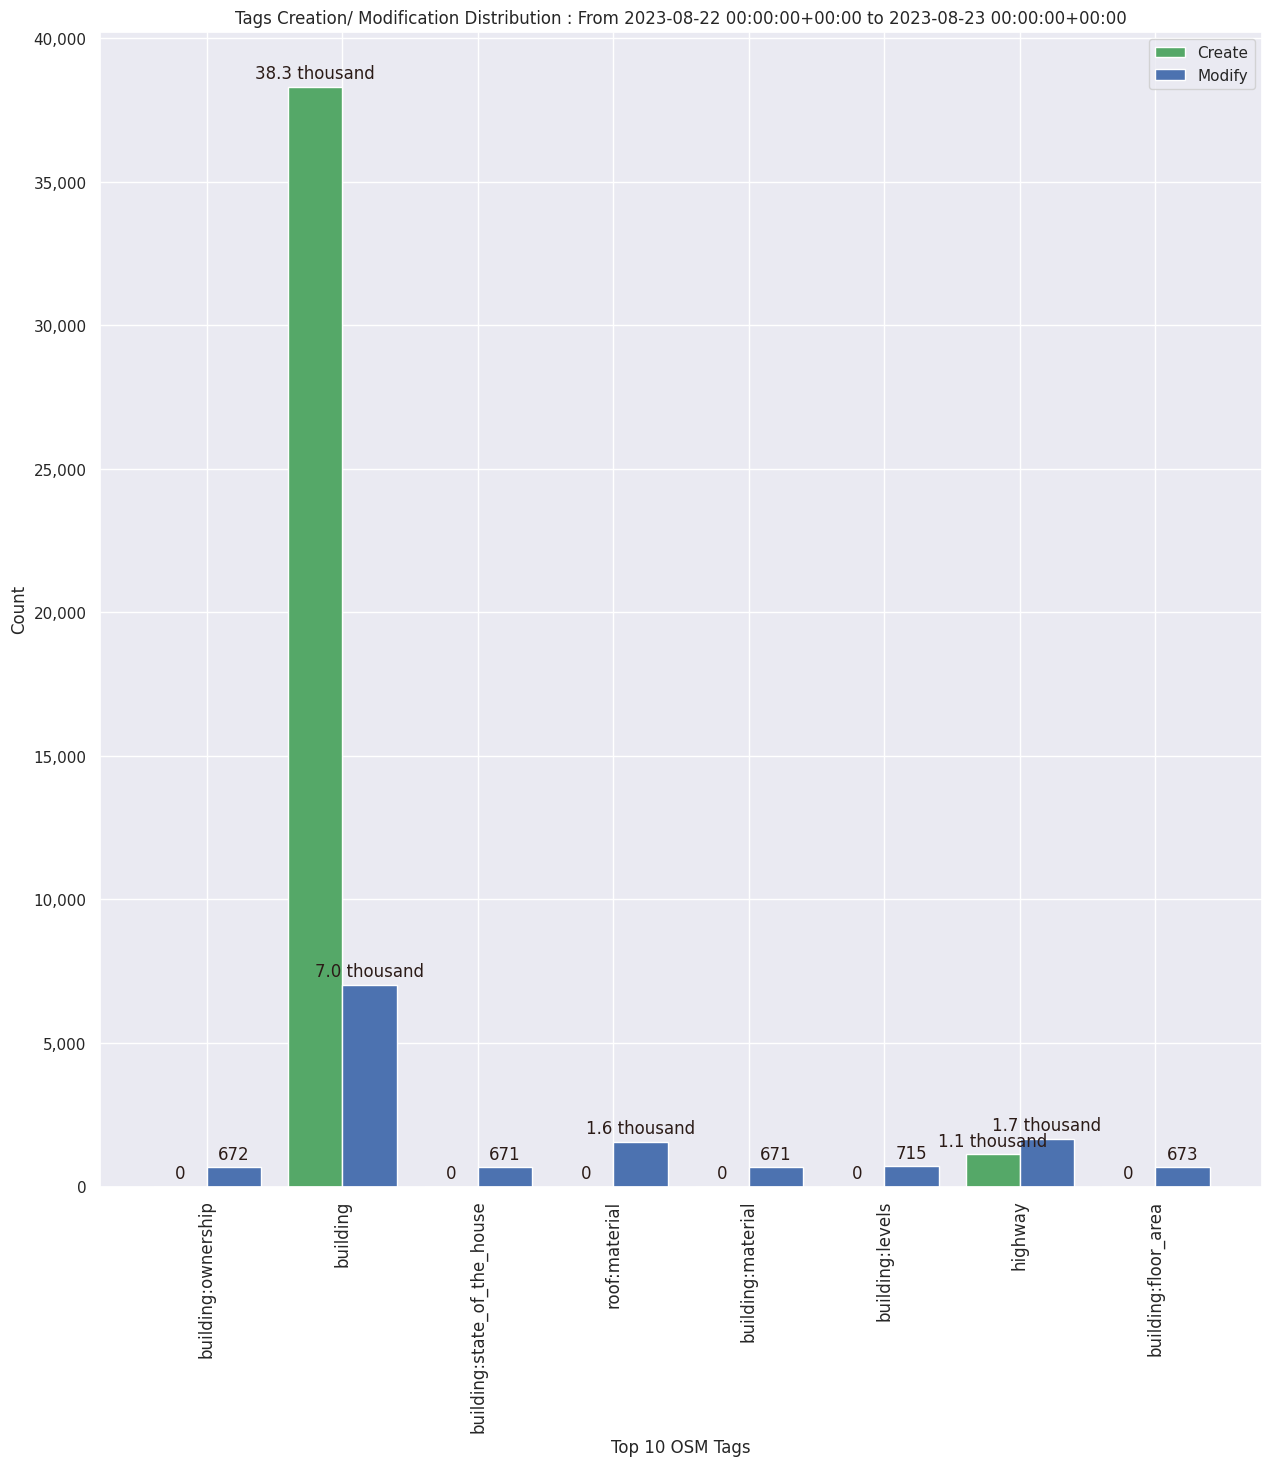 Tags Creation/ Modification Distribution : From 2023-08-22 00:00:00+00:00 to 2023-08-23 00:00:00+00:00
Create
Modify
40,000
35,000
30,000
25,000
20,000
15,000
10,000
5,000
0
Count
0
672
38.3 thousand
7.0 thousand
0
671
0
1.6 thousand
0
671
0
715
1.1 thousand
1.7 thousand
0
673
building:ownership
building
building:state_of_the_house
roof:material
building:material
building:levels
highway
building:floor_area
Top 10 OSM Tags